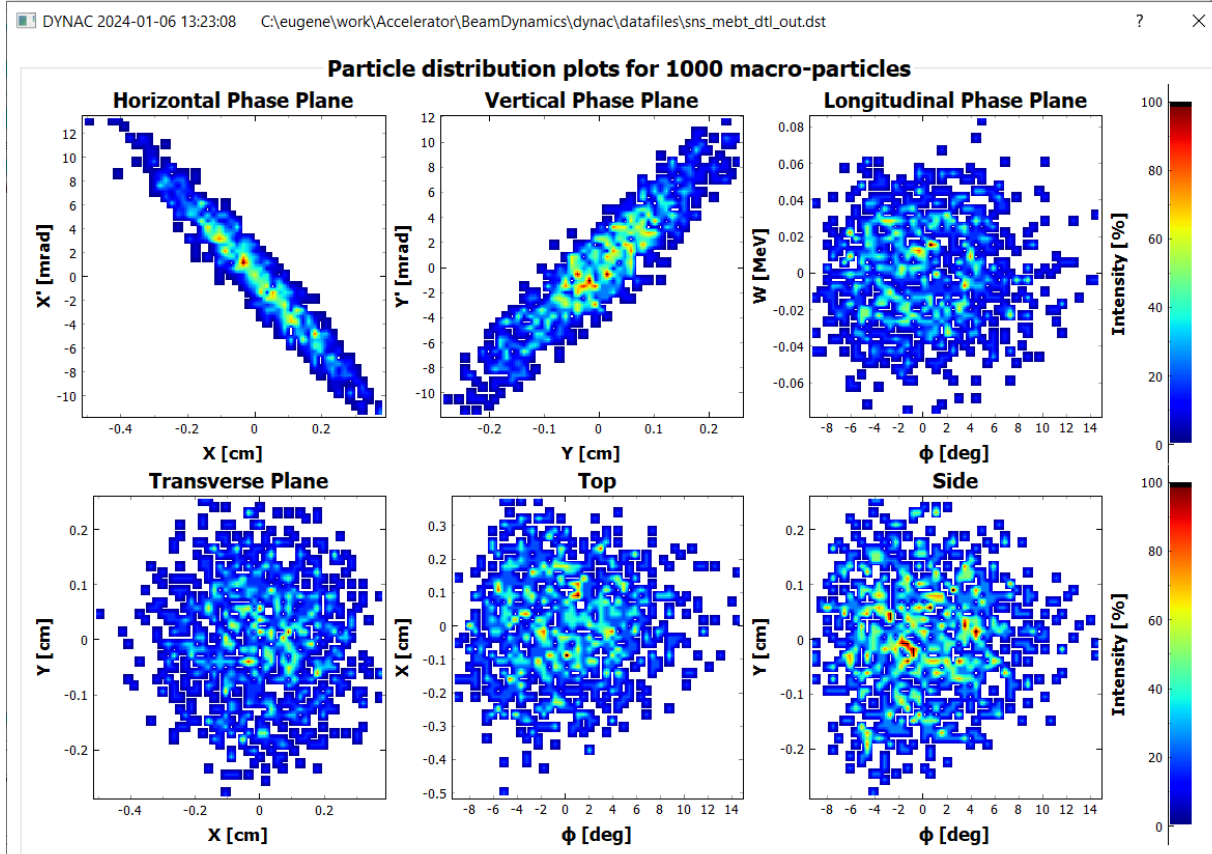 DYNAC 2024-01-06 13:23:08 C:\eugene\work\Accelerator\BeamDynamics\dynac\datafiles\sns_mebt_dtl_out.dst ? ×
Particle distribution plots for 1000 macro-particles
Horizontal Phase Plane
12
10
8
6
4
2
0
-2
-4
-6
-8
-10
X' [mrad]
-0.4 -0.2 0 0.2
X [cm]
Vertical Phase Plane
12
10
8
6
4
2
0
-2
-4
-6
-8
-10
Y' [mrad]
-0.2 -0.1 0 0.1 0.2
Y [cm]
Longitudinal Phase Plane
0.08
0.06
0.04
0.02
0
-0.02
-0.04
-0.06
W [MeV]
-8 -6 -4 -2 0 2 4 6 8 10 12 14
ϕ [deg]
100
80
60
40
20
0
Intensity [%]
Transverse Plane
0.2
0.1
0
-0.1
-0.2
Y [cm]
-0.4 -0.2 0 0.2
X [cm]
Top
0.3
0.2
0.1
0
-0.1
-0.2
-0.3
-0.4
-0.5
X [cm]
-8 -6 -4 -2 0 2 4 6 8 10 12 14
ϕ [deg]
Side
0.2
0.1
0
-0.1
-0.2
Y [cm]
-8 -6 -4 -2 0 2 4 6 8 10 12 14
ϕ [deg]
100
80
60
40
20
0
Intensity [%]